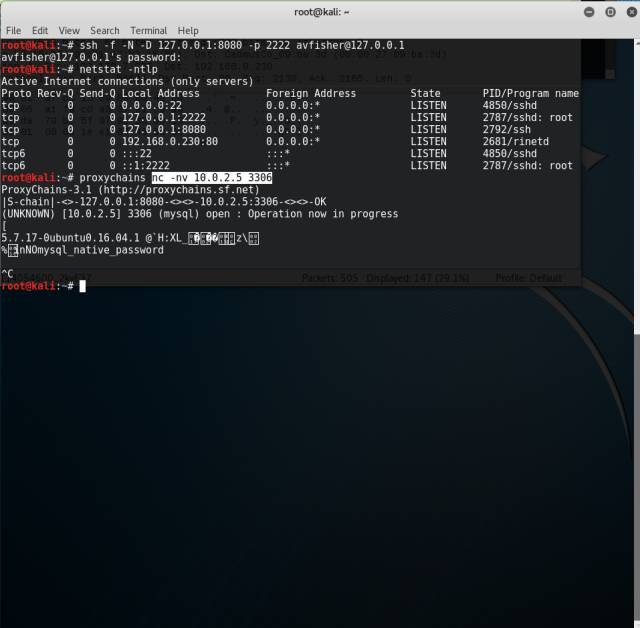 root@kali: ~
File Edit View Search Terminal Help
root@kali:~# ssh -f -N -D 127.0.0.1:8080 -p 2222 avfisher@127.0.0.1
avfisher@127.0.0.1's password:
root@kali:~# netstat -ntlp
Active Internet connections (only servers)
Proto Recv-Q Send-Q Local Address Foreign Address State PID/Program name
tcp 0 0 0.0.0.0:22 0.0.0.0:* LISTEN 4850/sshd
tcp 0 0 127.0.0.1:2222 0.0.0.0:* LISTEN 2787/sshd: root
tcp 0 0 127.0.0.1:8080 0.0.0.0:* LISTEN 2792/ssh
tcp 0 0 192.168.0.230:80 0.0.0.0:* LISTEN 2681/rinetd
tcp6 0 0 :::22 :::* LISTEN 4850/sshd
tcp6 0 0 ::1:2222 :::* LISTEN 2787/sshd: root
root@kali:~# proxychains nc -nv 10.0.2.5 3306
ProxyChains-3.1 (http://proxychains.sf.net)
|S-chain|-<>-127.0.0.1:8080-<><>-10.0.2.5:3306-<><>-OK
(UNKNOWN) [10.0.2.5] 3306 (mysql) open : Operation now in progress
[
5.7.17-0ubuntu0.16.04.1 @`H:XL_ z\
% nNOmysql_native_password
^C
Packets: 505 Displayed: 147 (29.1%) Profile: Default
root@kali:~#